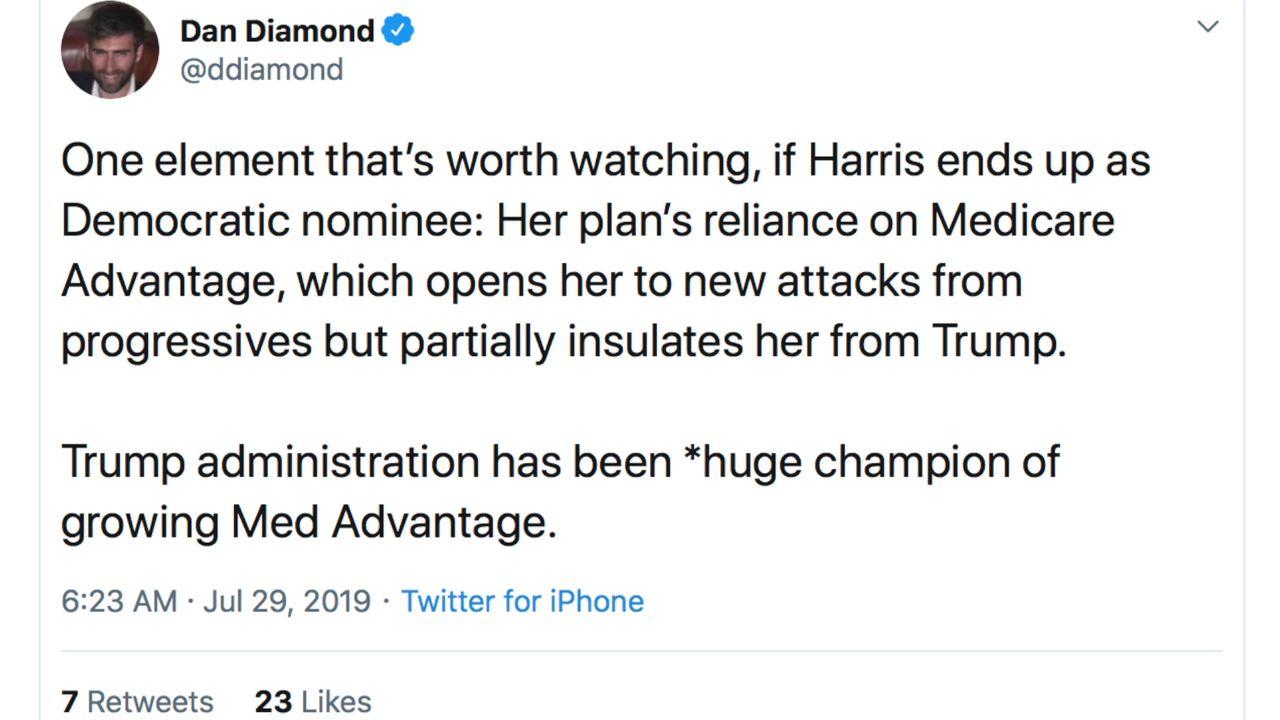 Dan Diamond
@ddiamond
One element that’s worth watching, if Harris ends up as
Democratic nominee: Her plan’s reliance on Medicare
Advantage, which opens her to new attacks from
progressives but partially insulates her from Trump.
Trump administration has been *huge champion of
growing Med Advantage.
6:23 AM · Jul 29, 2019 · Twitter for iPhone
7 Retweets 23 Likes